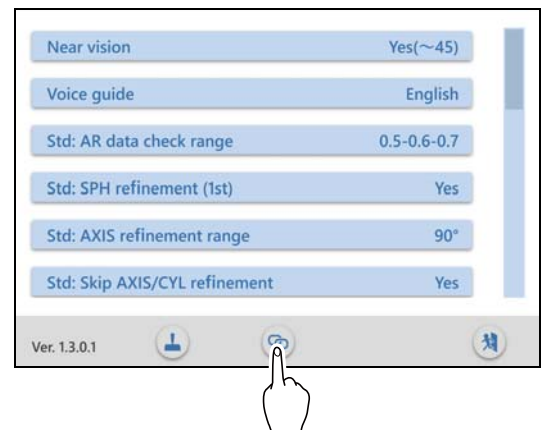 Near vision Yes(～45)
Voice guide English
Std: AR data check range 0.5-0.6-0.7
Std: SPH refinement (1st) Yes
Std: AXIS refinement range 90°
Std: Skip AXIS/CYL refinement Yes
Ver. 1.3.0.1